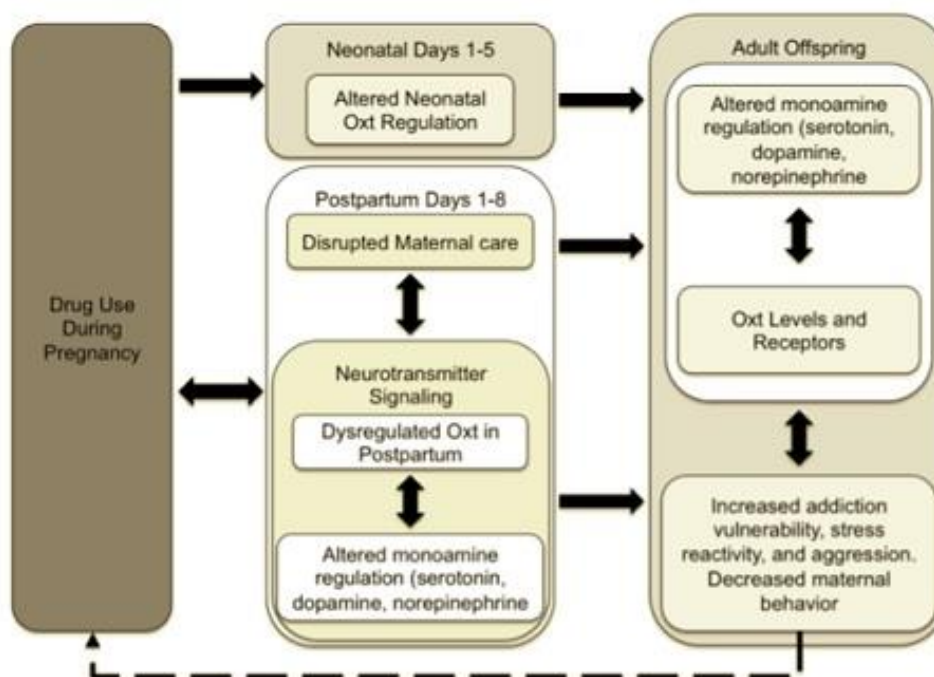 Drug Use
During
Pregnancy
Neonatal Days 1-5
Altered Neonatal
Oxt Regulation
Postpartum Days 1-8
Disrupted Maternal care
Neurotransmitter
Signaling
Dysregulated Oxt in
Postpartum
Altered monoamine
regulation (serotonin,
dopamine, norepinephrine
Adult Offspring
Altered monoamine
regulation (serotonin,
dopamine,
norepinephrine
Oxt Levels and
Receptors
Increased addiction
vulnerability, stress
reactivity, and aggression.
Decreased maternal
behavior